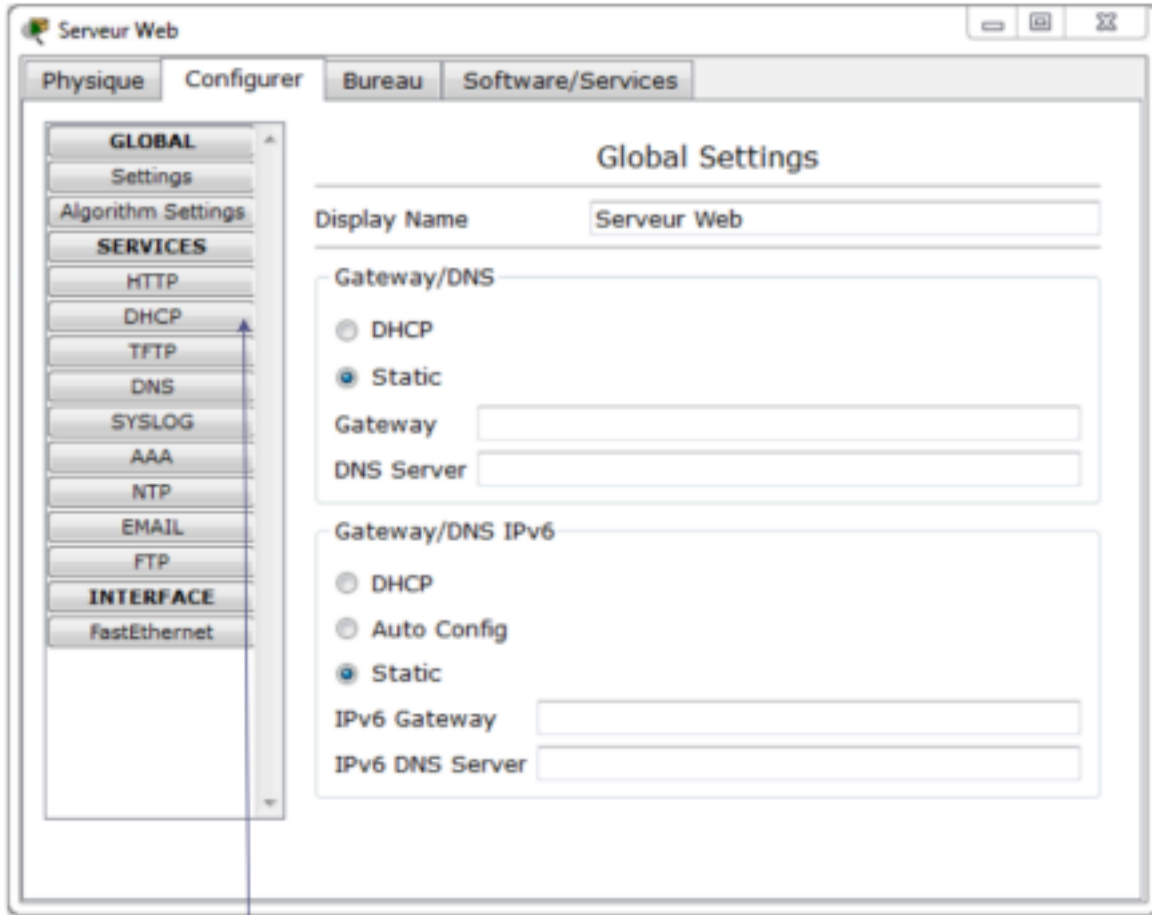 Serveur Web
Physique Configurer Bureau Software/Services
GLOBAL
Settings
Algorithm Settings
SERVICES
HTTP
DHCP
TFTP
DNS
SYSLOG
AAA
NTP
EMAIL
FTP
INTERFACE
FastEthernet
Global Settings
Display Name Serveur Web
Gateway/DNS
DHCP
Static
Gateway
DNS Server
Gateway/DNS IPv6
DHCP
Auto Config
Static
IPv6 Gateway
IPv6 DNS Server